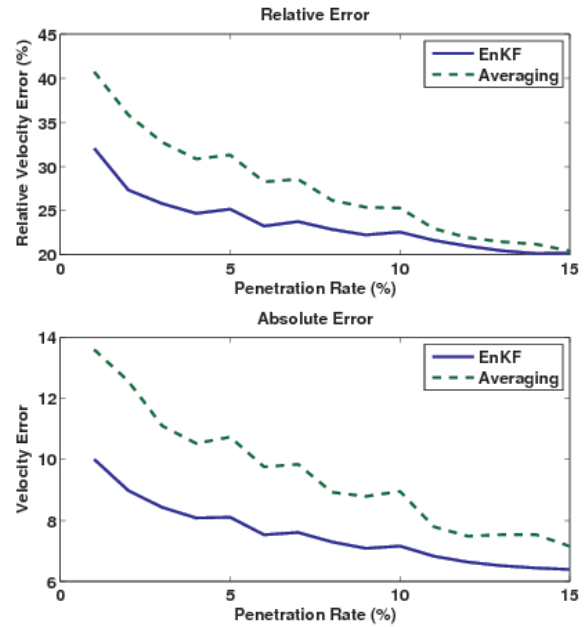 Relative Error
45
40
35
30
25
20
Relative Velocity Error (%)
EnKF
Averaging
0 5 10 15
Penetration Rate (%)
Absolute Error
14
12
10
8
6
Velocity Error
EnKF
Averaging
0 5 10 15
Penetration Rate (%)